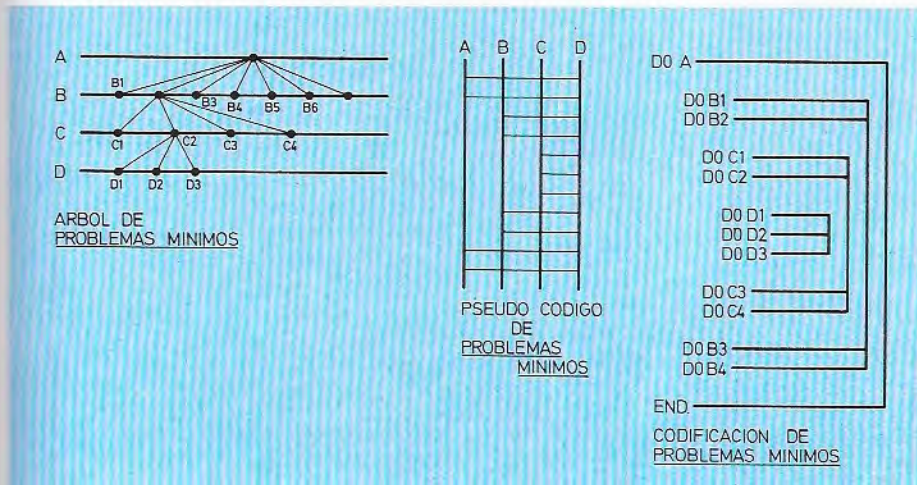 A
B1
B
B3 B4 B5 B6
C
C1 C2 C3 C4
D
D1 D2 D3
ARBOL DE
PROBLEMAS MINIMOS
A B C D
PSEUDO CODIGO
DE
PROBLEMAS
MINIMOS
DO A
DO B1
DO B2
DO C1
DO C2
DO D1
DO D2
DO D3
DO C3
DO C4
DO B3
DO B4
END.
CODIFICACION DE
PROBLEMAS MINIMOS